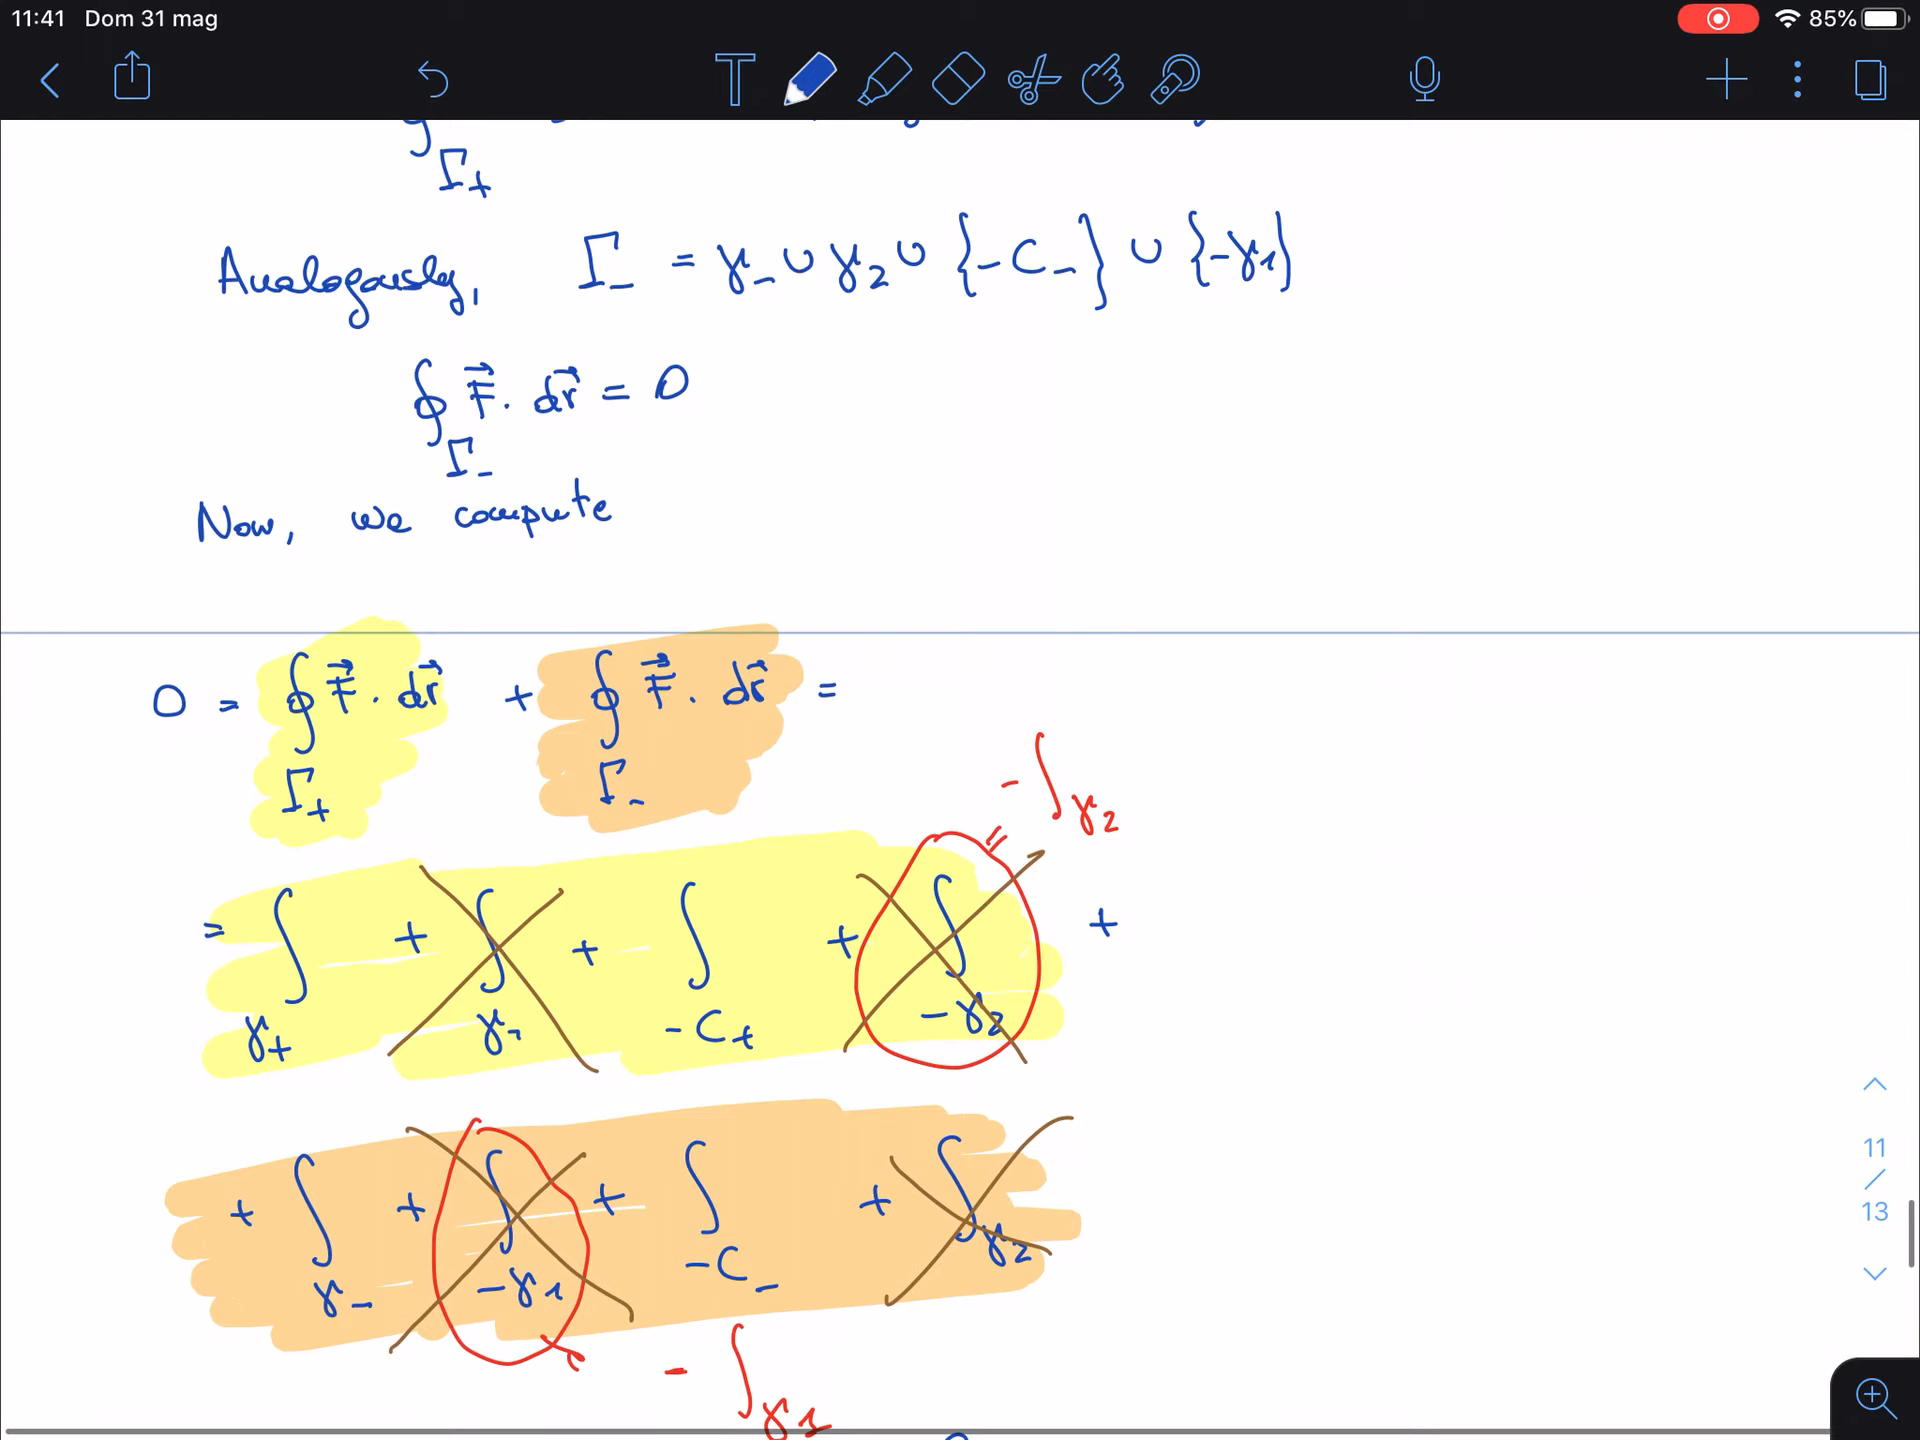 11:41 Dom 31 mag 85%
T
Γ+
Analogously, Γ- = γ- ∪ γ2 ∪ {-C-} ∪ {-γ1}
∮ F⃗ . dr⃗ = 0
Γ-
Now, we compute
0 = ∮ F⃗ . dr⃗ + ∮ F⃗ . dr⃗ =
Γ+ Γ-
- ∫γ2
=
= ∫ + ∫ + ∫ + ∫ +
γ+ γ1 -C+ -γ2
+ ∫ + ∫ + ∫ + ∫γ2
γ- -γ1 -C-
- ∫γ1
11
/
13